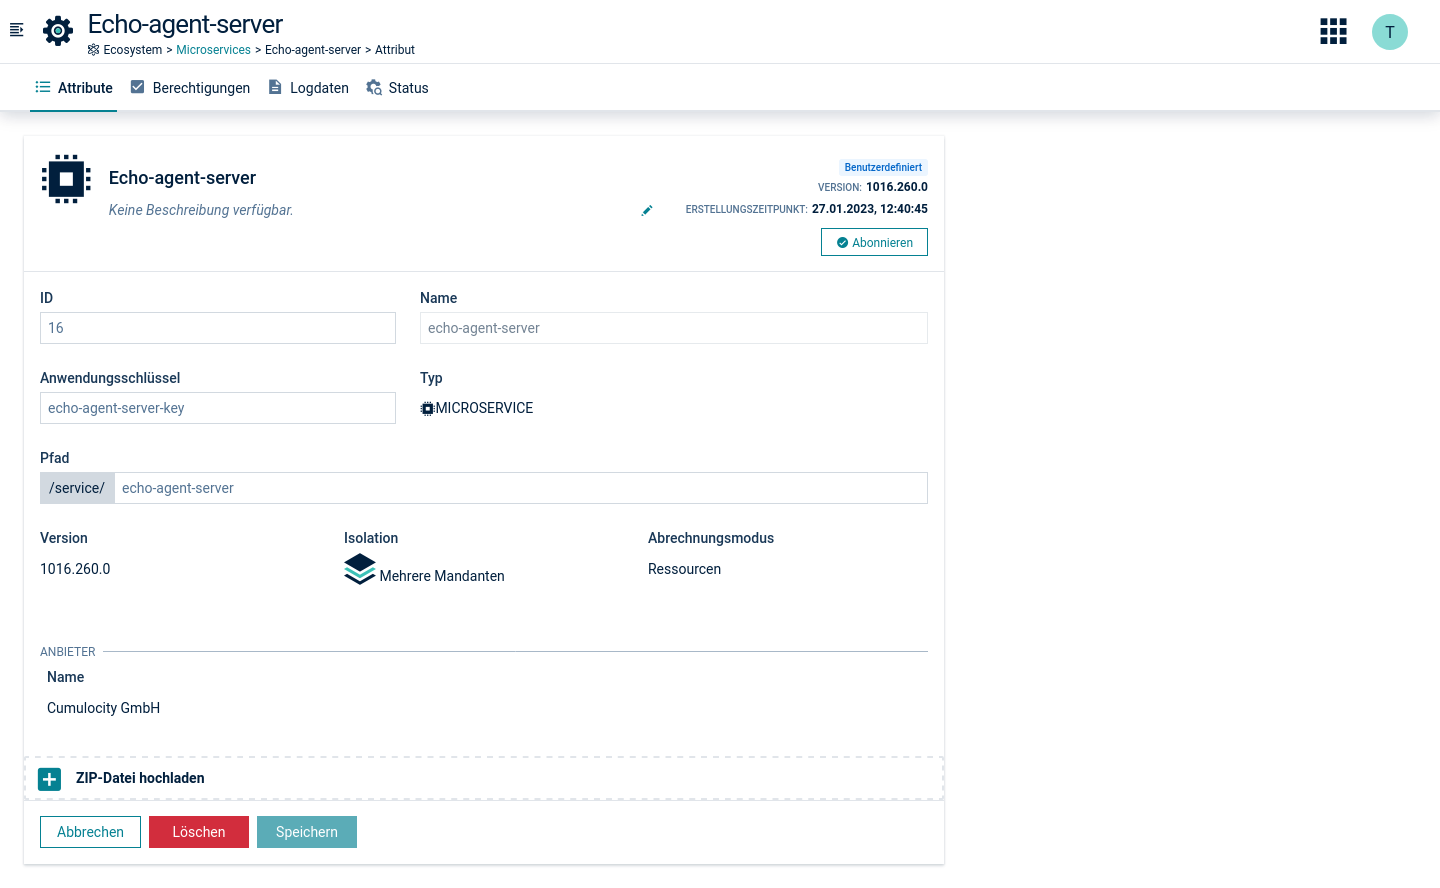 Echo-agent-server
Ecosystem > Microservices > Echo-agent-server > Attribut
T
Attribute
Berechtigungen
Logdaten
Status
Echo-agent-server
Keine Beschreibung verfügbar.
Benutzerdefiniert
VERSION: 1016.260.0
ERSTELLUNGSZEITPUNKT: 27.01.2023, 12:40:45
Abonnieren
ID
16
Name
echo-agent-server
Anwendungsschlüssel
echo-agent-server-key
Typ
MICROSERVICE
Pfad
/service/ echo-agent-server
Version
1016.260.0
Isolation
Mehrere Mandanten
Abrechnungsmodus
Ressourcen
ANBIETER
Name
Cumulocity GmbH
ZIP-Datei hochladen
Abbrechen
Löschen
Speichern